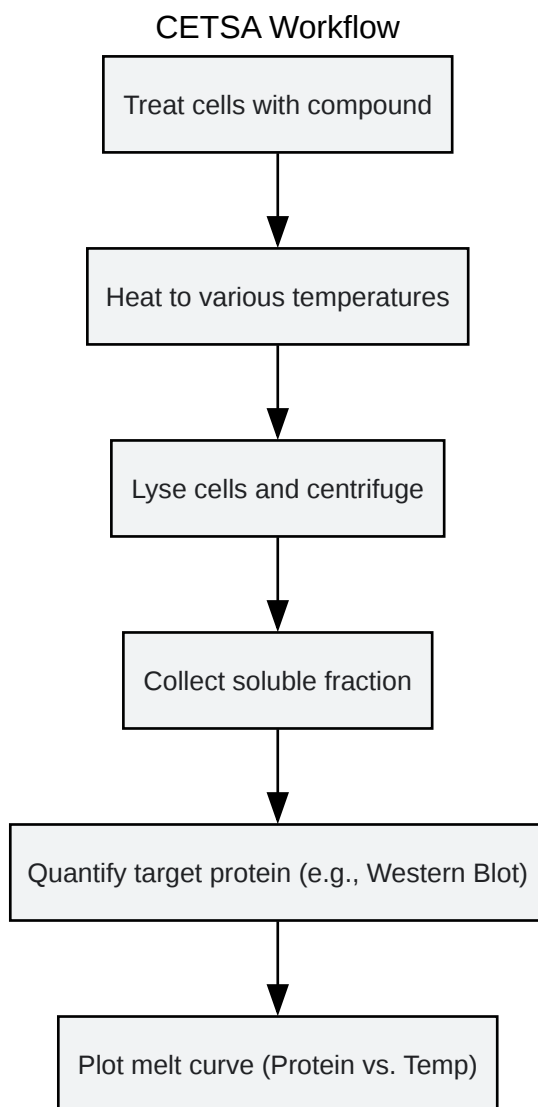 CETSA Workflow
Treat cells with compound
Heat to various temperatures
Lyse cells and centrifuge
Collect soluble fraction
Quantify target protein (e.g., Western Blot)
Plot melt curve (Protein vs. Temp)